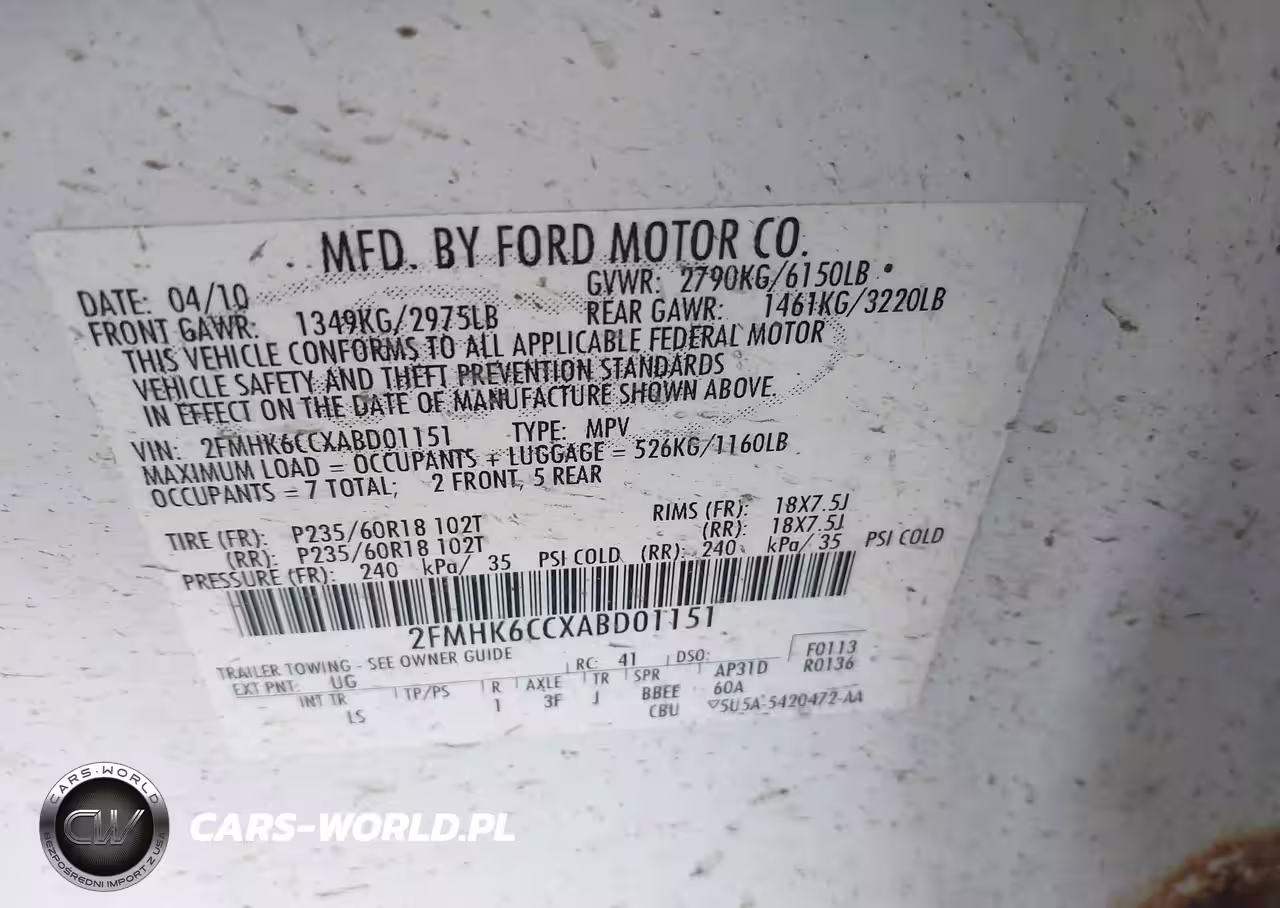 MFD. BY FORD MOTOR CO.
DATE: 04/10 GVWR: 2790KG/6150LB
FRONT GAWR: 1349KG/2975LB REAR GAWR: 1461KG/3220LB
THIS VEHICLE CONFORMS TO ALL APPLICABLE FEDERAL MOTOR
VEHICLE SAFETY AND THEFT PREVENTION STANDARDS
IN EFFECT ON THE DATE OF MANUFACTURE SHOWN ABOVE.
VIN: 2FMHK6CCXABD01151 TYPE: MPV
MAXIMUM LOAD = OCCUPANTS + LUGGAGE = 526KG/1160LB
OCCUPANTS = 7 TOTAL; 2 FRONT, 5 REAR
TIRE (FR): P235/60R18 102T RIMS (FR): 18X7.5J
(RR): P235/60R18 102T (RR): 18X7.5J
PRESSURE (FR): 240 kPa/ 35 PSI COLD (RR): 240 kPa/ 35 PSI COLD
2FMHK6CCXABD01151
TRAILER TOWING - SEE OWNER GUIDE
EXT PNT: UG RC: 41 DSO: F0113
R0136
INT TR TP/PS R AXLE TR SPR AP31D
LS 1 3F J BBEE 60A
CBU ▽5U5A-5420472-AA
CARS-WORLD
CW
BEZPOŚREDNI IMPORT Z USA
CARS-WORLD.PL